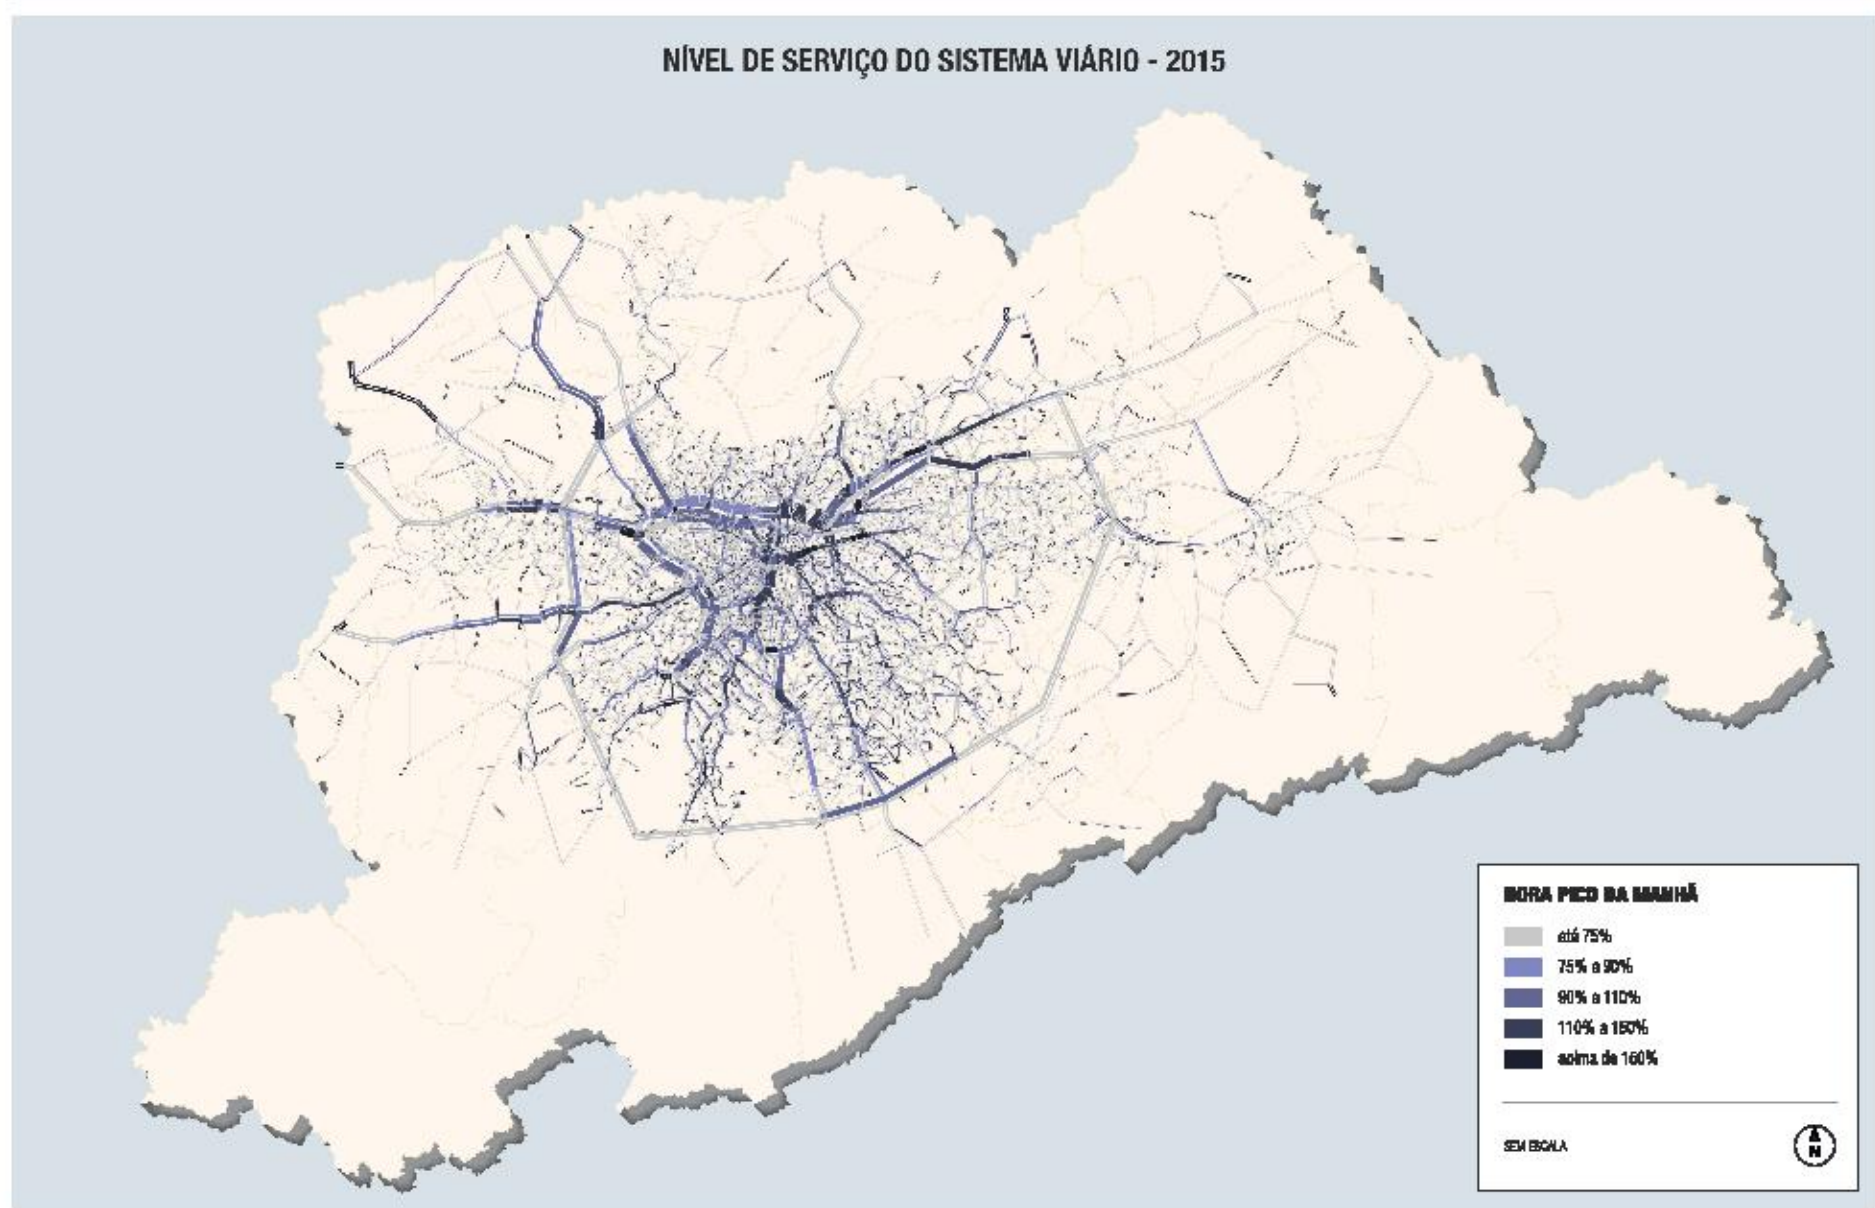 NÍVEL DE SERVIÇO DO SISTEMA VIÁRIO - 2015
HORA PICO DA MANHÃ
até 75%
75% a 90%
90% a 110%
110% a 150%
acima de 150%
SEM ESCALA
N